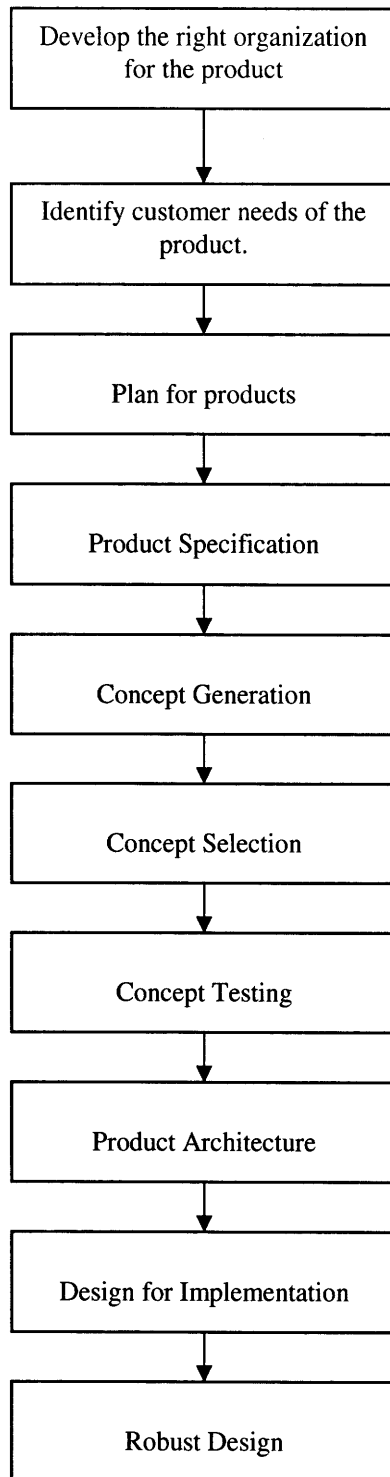 Develop the right organization
for the product
Identify customer needs of the
product.
Plan for products
Product Specification
Concept Generation
Concept Selection
Concept Testing
Product Architecture
Design for Implementation
Robust Design